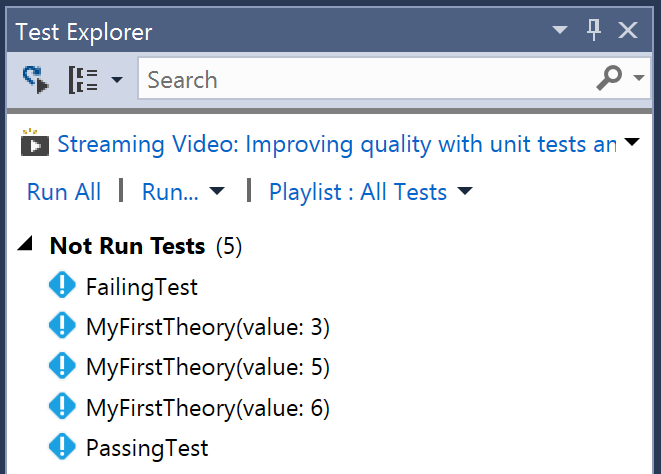 Test Explorer
Search
Streaming Video: Improving quality with unit tests an
Run All | Run... | Playlist : All Tests
Not Run Tests (5)
FailingTest
MyFirstTheory(value: 3)
MyFirstTheory(value: 5)
MyFirstTheory(value: 6)
PassingTest